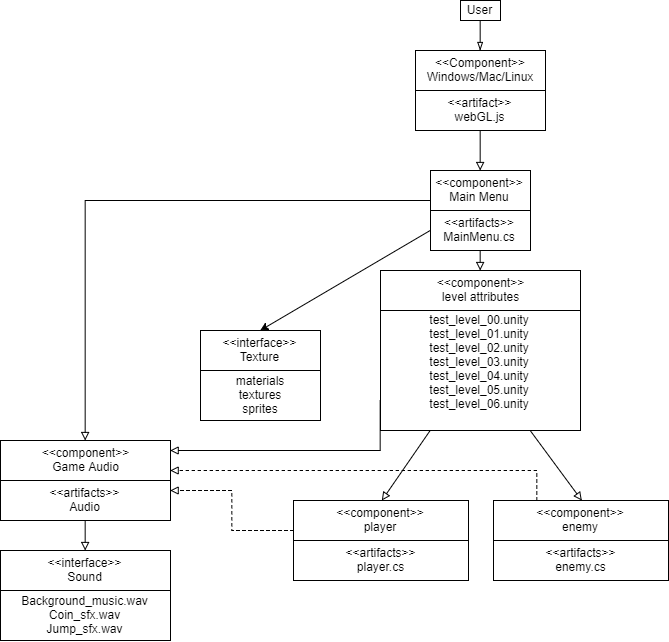 User
<<Component>>
Windows/Mac/Linux
<<artifact>>
webGL.js
<<component>>
Main Menu
<<artifacts>>
MainMenu.cs
<<component>>
level attributes
test_level_00.unity
test_level_01.unity
test_level_02.unity
test_level_03.unity
test_level_04.unity
test_level_05.unity
test_level_06.unity
<<interface>>
Texture
materials
textures
sprites
<<component>>
Game Audio
<<artifacts>>
Audio
<<component>>
player
<<artifacts>>
player.cs
<<component>>
enemy
<<artifacts>>
enemy.cs
<<interface>>
Sound
Background_music.wav
Coin_sfx.wav
Jump_sfx.wav